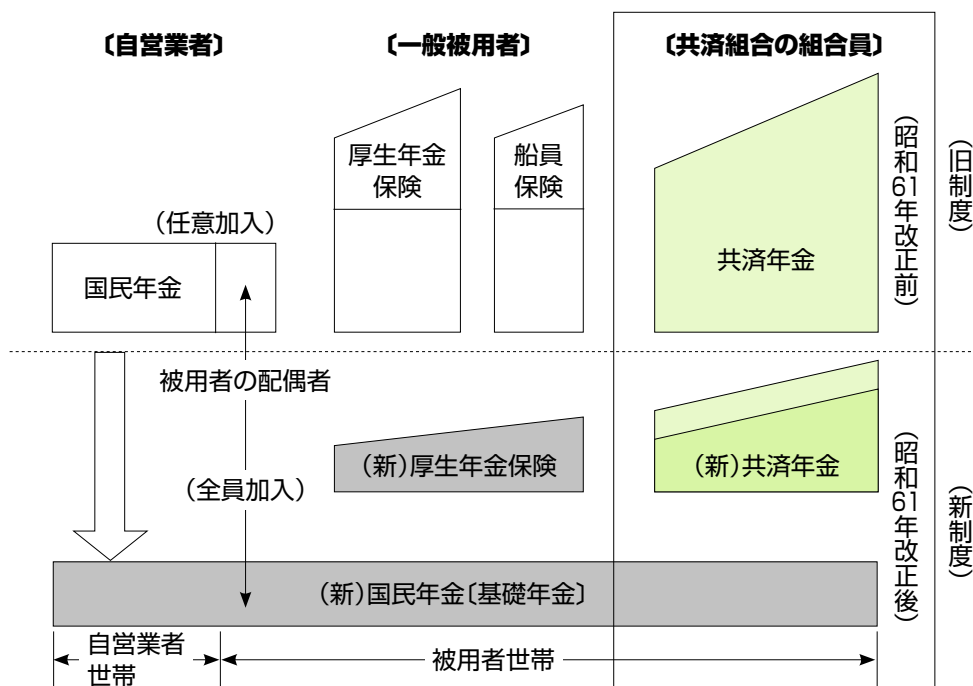 〔自営業者〕
〔一般被用者〕
〔共済組合の組合員〕
厚生年金
保険
船員
保険
共済年金
(任意加入)
国民年金
(昭和61年改正前)
(旧制度)
被用者の配偶者
(全員加入)
(新)厚生年金保険
(新)共済年金
(昭和61年改正後)
(新制度)
(新)国民年金〔基礎年金〕
自営業者
世帯
被用者世帯